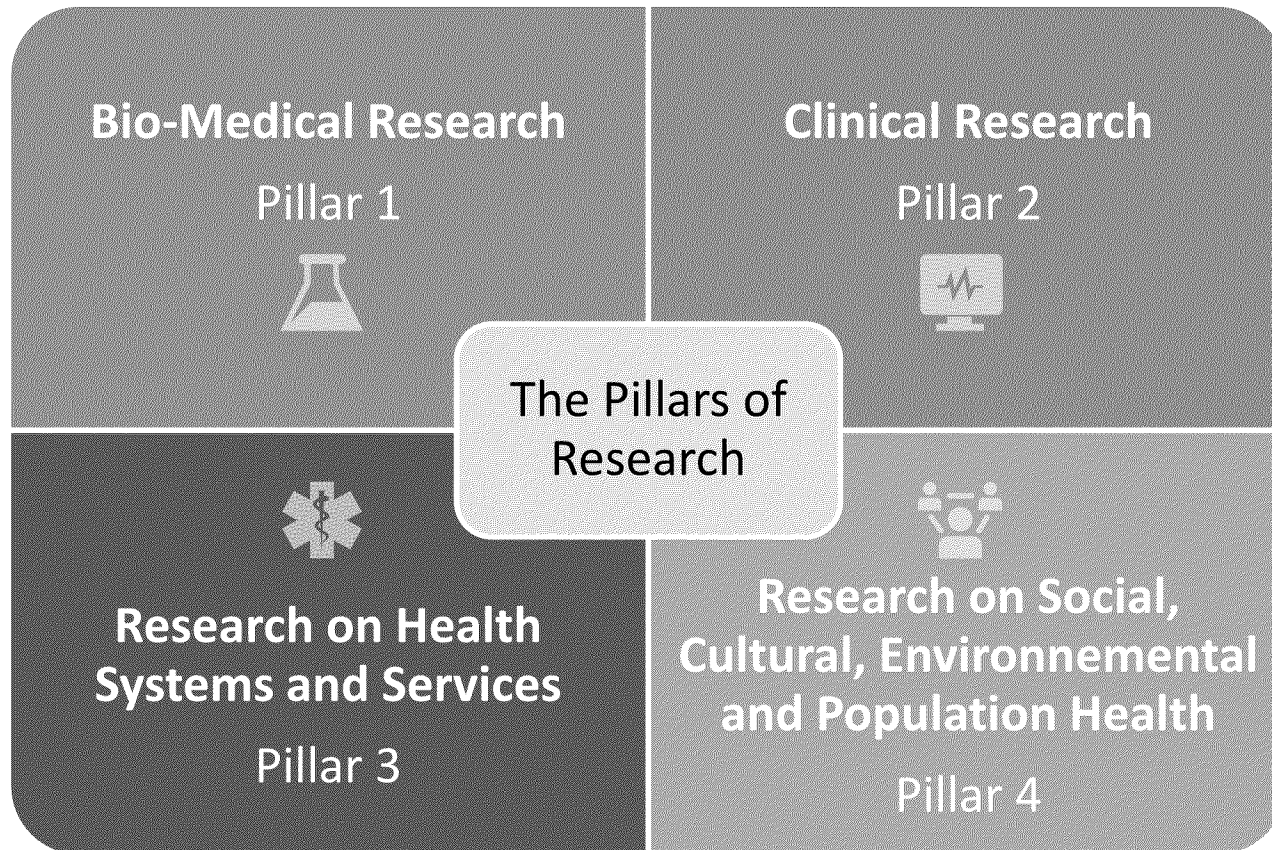 Bio-Medical Research
Pillar 1
Clinical Research
Pillar 2
The Pillars of
Research
Research on Health
Systems and Services
Pillar 3
Research on Social,
Cultural, Environnemental
and Population Health
Pillar 4